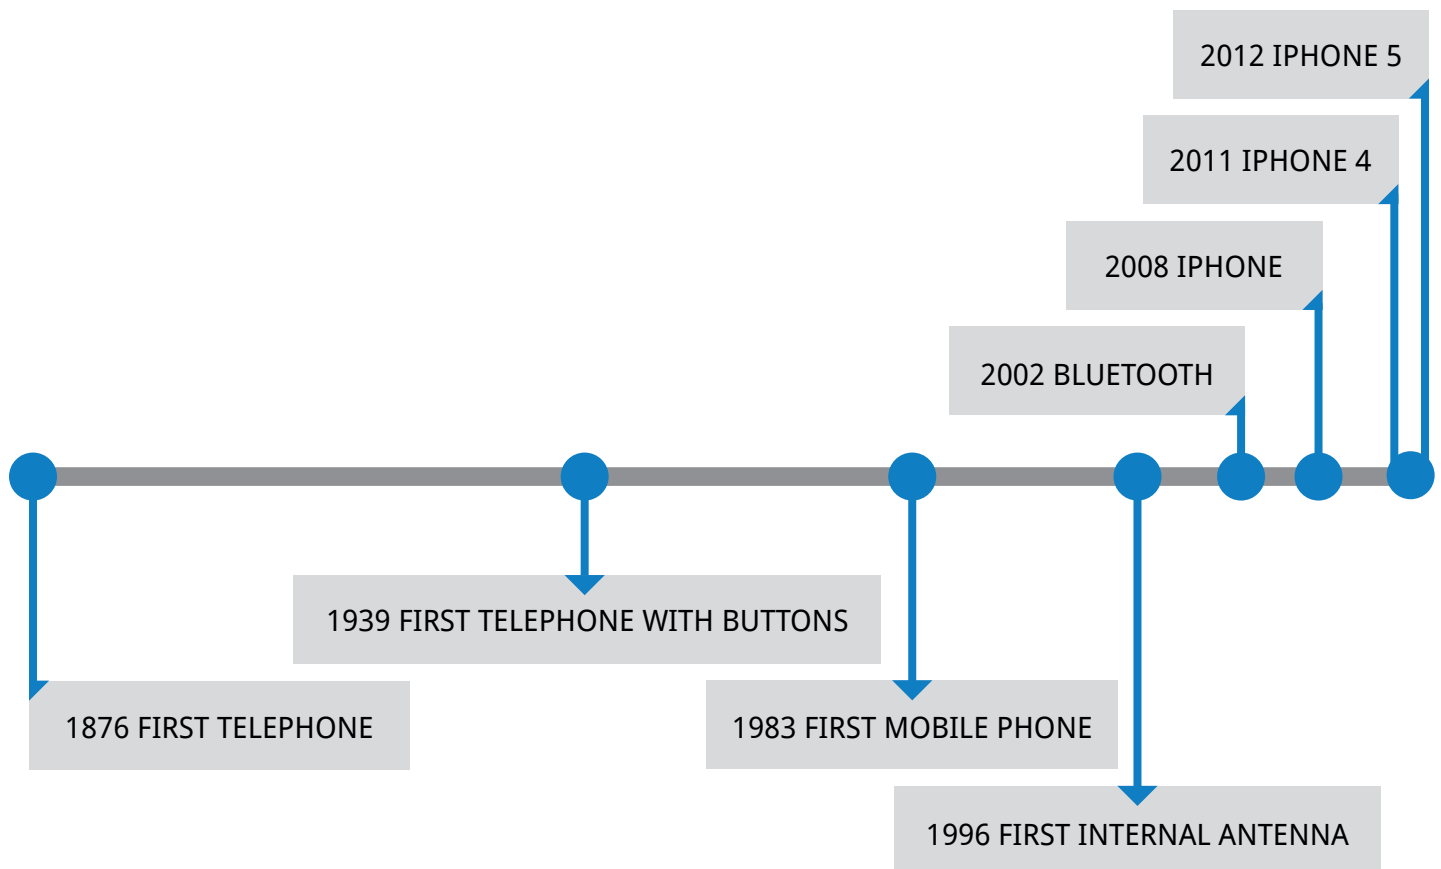 2012 IPHONE 5
2011 IPHONE 4
2008 IPHONE
2002 BLUETOOTH
1939 FIRST TELEPHONE WITH BUTTONS
1876 FIRST TELEPHONE
1983 FIRST MOBILE PHONE
1996 FIRST INTERNAL ANTENNA